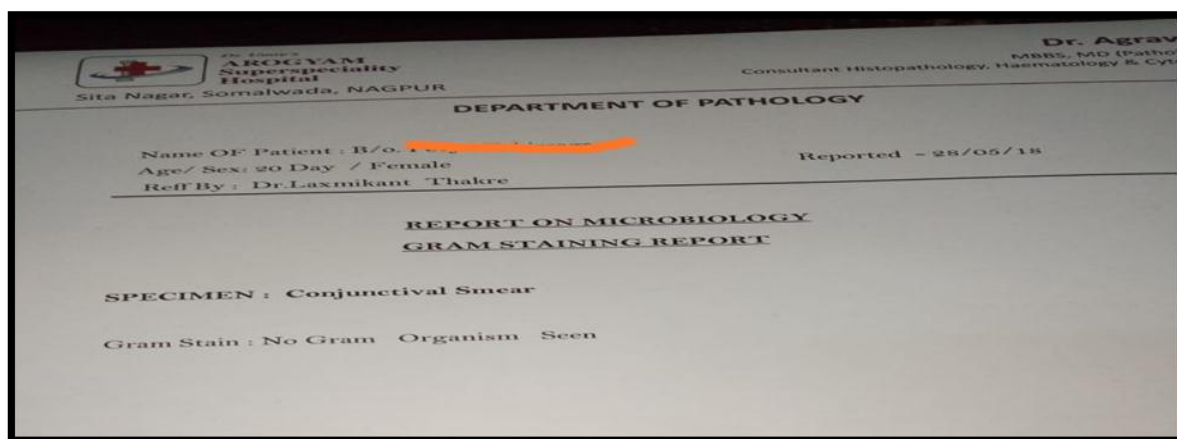 AROGYAM
Superspeciality
Hospital
Sita Nagar, Somalwada, NAGPUR
Dr. Agrav
MBBS, MD (Patho
Consultant Histopathology, Haematology & Cyt
DEPARTMENT OF PATHOLOGY
Name OF Patient : B/o.
Age/ Sex: 20 Day / Female
Reff By : Dr.Laxmikant Thakre
Reported - 28/05/18
REPORT ON MICROBIOLOGY
GRAM STAINING REPORT
SPECIMEN : Conjunctival Smear
Gram Stain : No Gram Organism Seen